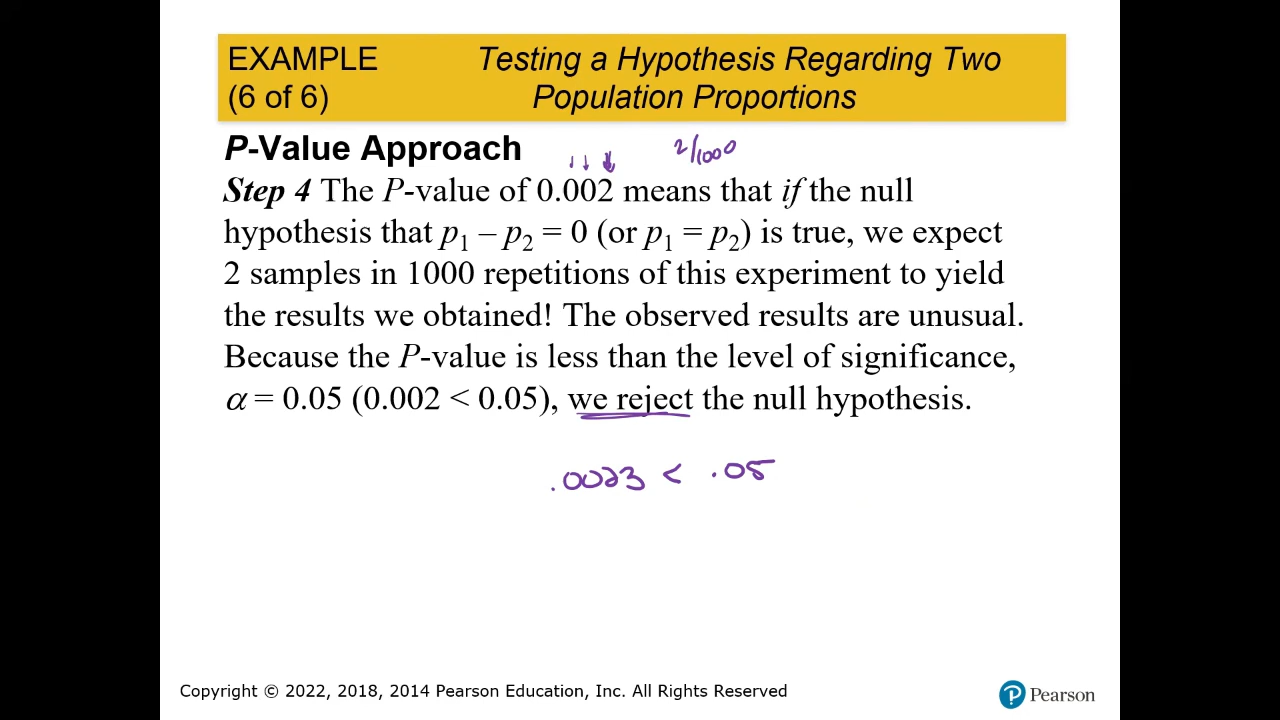 EXAMPLE Testing a Hypothesis Regarding Two
(6 of 6) Population Proportions
P-Value Approach
2/1000
Step 4 The P-value of 0.002 means that if the null
hypothesis that p₁ – p₂ = 0 (or p₁ = p₂) is true, we expect
2 samples in 1000 repetitions of this experiment to yield
the results we obtained! The observed results are unusual.
Because the P-value is less than the level of significance,
α = 0.05 (0.002 < 0.05), we reject the null hypothesis.
.0023 < .05
Copyright © 2022, 2018, 2014 Pearson Education, Inc. All Rights Reserved
P Pearson